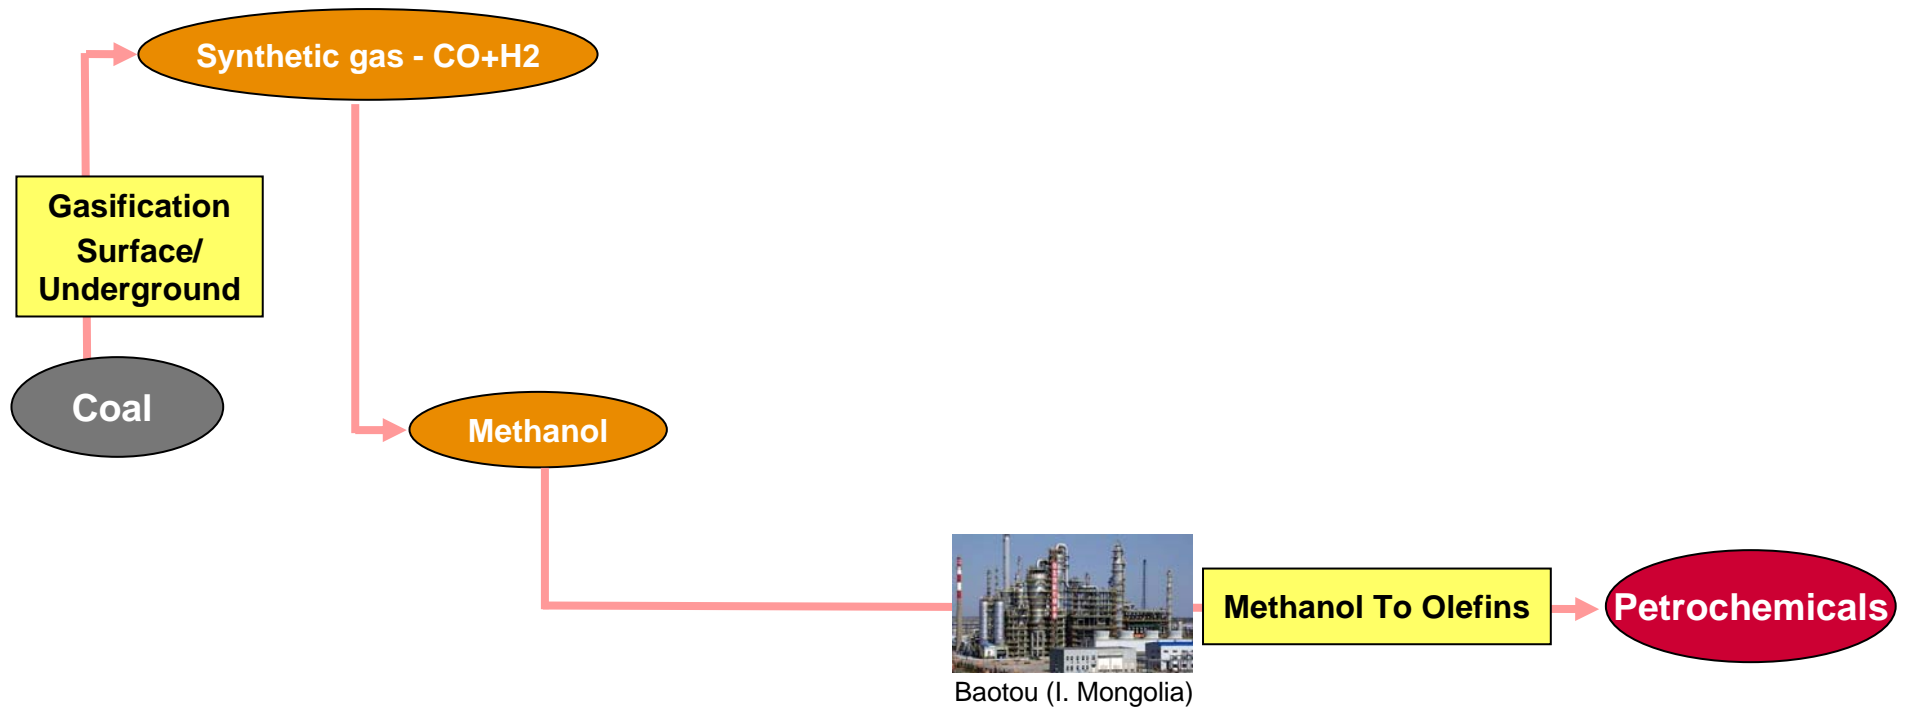 Synthetic gas - CO+H2
Gasification
Surface/
Underground
Coal
Methanol
Methanol To Olefins
Petrochemicals
Baotou (I. Mongolia)